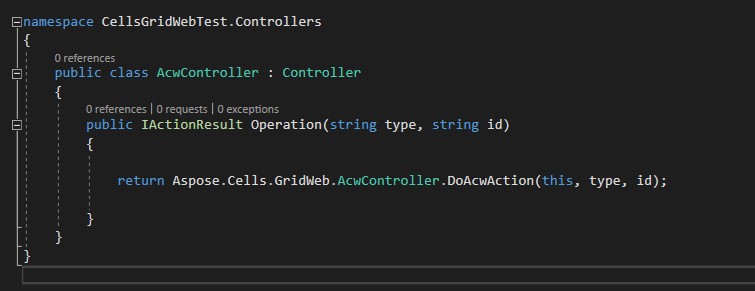 namespace CellsGridWebTest.Controllers
{
0 references
public class AcwController : Controller
{
0 references | 0 requests | 0 exceptions
public IActionResult Operation(string type, string id)
{
return Aspose.Cells.GridWeb.AcwController.DoAcwAction(this, type, id);
}
}
}